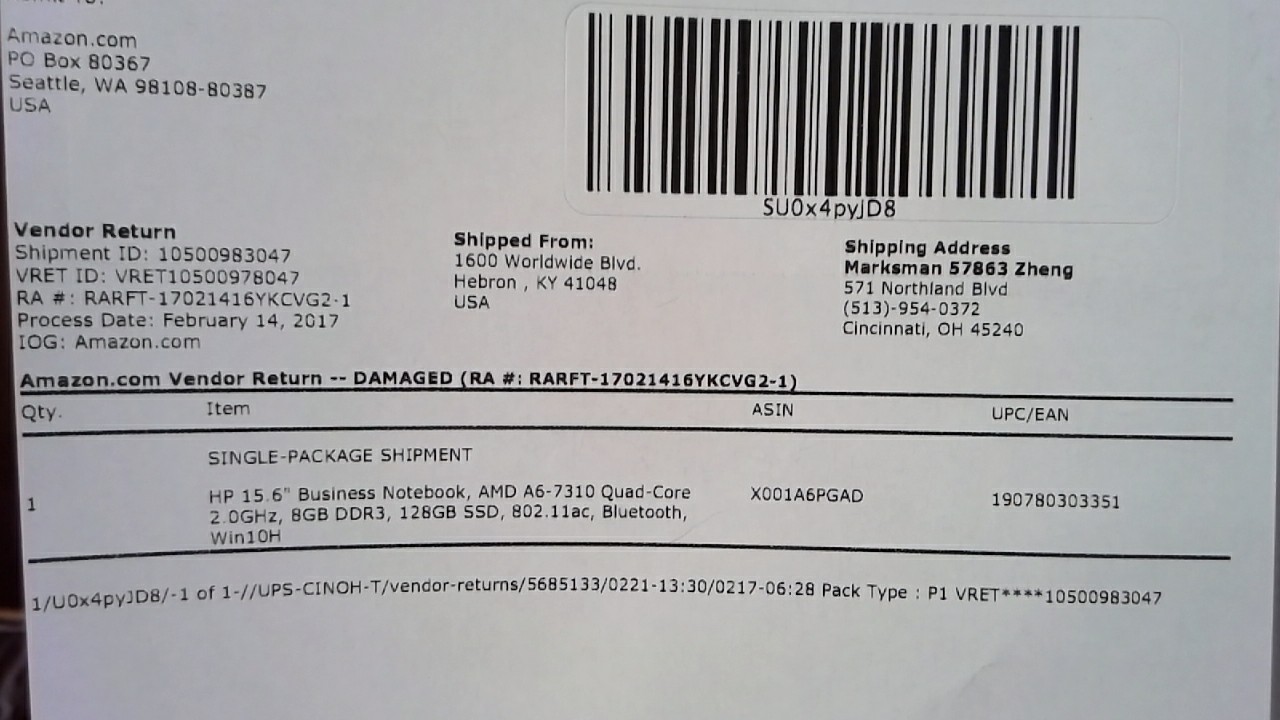 Amazon.com
PO Box 80367
Seattle, WA 98108-80387
USA
SU0x4pyJD8
Vendor Return
Shipment ID: 10500983047
VRET ID: VRET10500978047
RA #: RARFT-17021416YKCVG2-1
Process Date: February 14, 2017
IOG: Amazon.com
Shipped From:
1600 Worldwide Blvd.
Hebron , KY 41048
USA
Shipping Address
Marksman 57863 Zheng
571 Northland Blvd
(513)-954-0372
Cincinnati, OH 45240
Amazon.com Vendor Return -- DAMAGED (RA #: RARFT-17021416YKCVG2-1)
Qty. Item ASIN UPC/EAN
SINGLE-PACKAGE SHIPMENT
1 HP 15.6" Business Notebook, AMD A6-7310 Quad-Core X001A6PGAD 190780303351
2.0GHz, 8GB DDR3, 128GB SSD, 802.11ac, Bluetooth,
Win10H
1/U0x4pyJD8/-1 of 1-//UPS-CINOH-T/vendor-returns/5685133/0221-13:30/0217-06:28 Pack Type : P1 VRET****10500983047